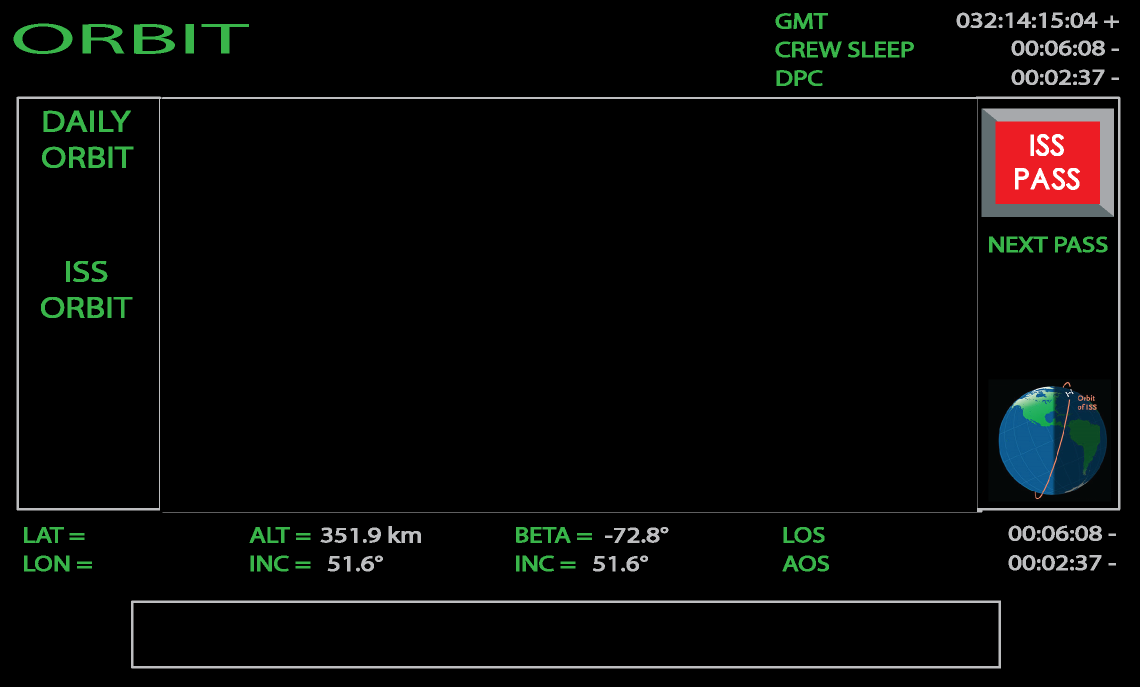 ORBIT
GMT 032:14:15:04 +
CREW SLEEP 00:06:08 -
DPC 00:02:37 -
DAILY
ORBIT
ISS
ORBIT
ISS
PASS
NEXT PASS
Orbit
of ISS
LAT = ALT = 351.9 km BETA = -72.8° LOS 00:06:08 -
LON = INC = 51.6° INC = 51.6° AOS 00:02:37 -